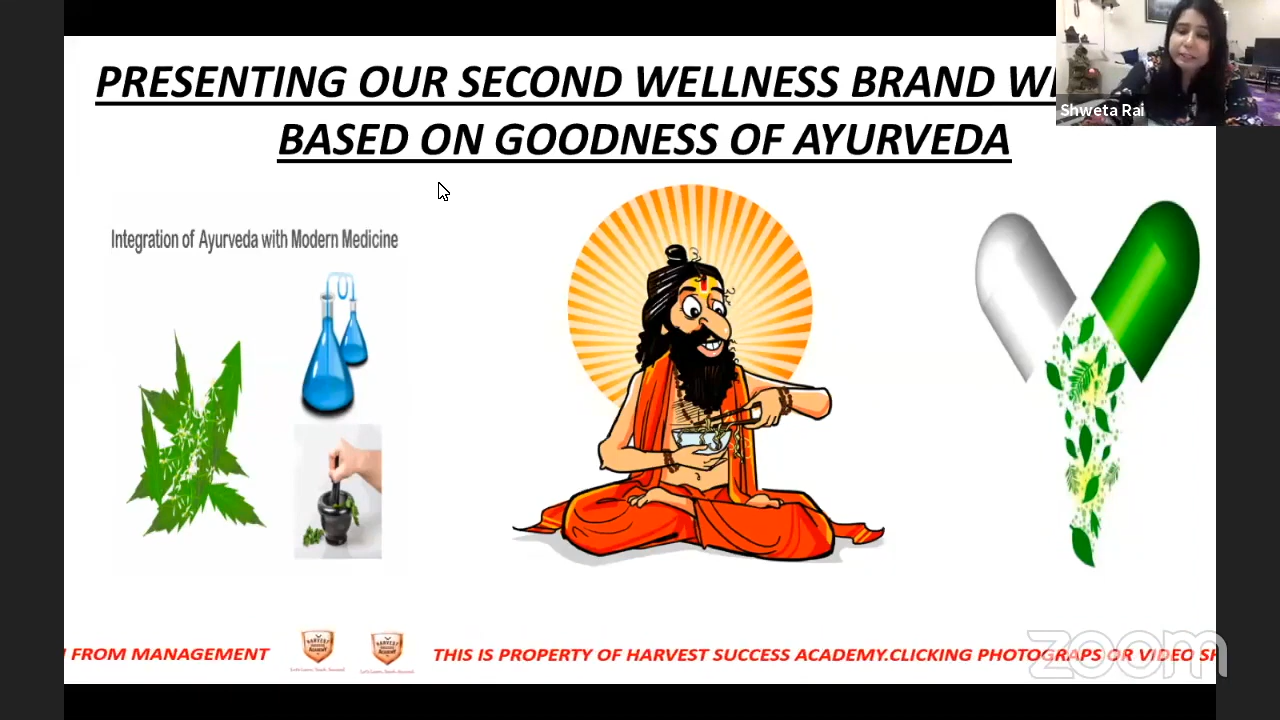 PRESENTING OUR SECOND WELLNESS BRAND
BASED ON GOODNESS OF AYURVEDA
Shweta Rai
Integration of Ayurveda with Modern Medicine
FROM MANAGEMENT
HARVEST
THIS IS PROPERTY OF HARVEST SUCCESS ACADEMY.CLICKING PHOTOGRAPS OR VIDEO
zoom